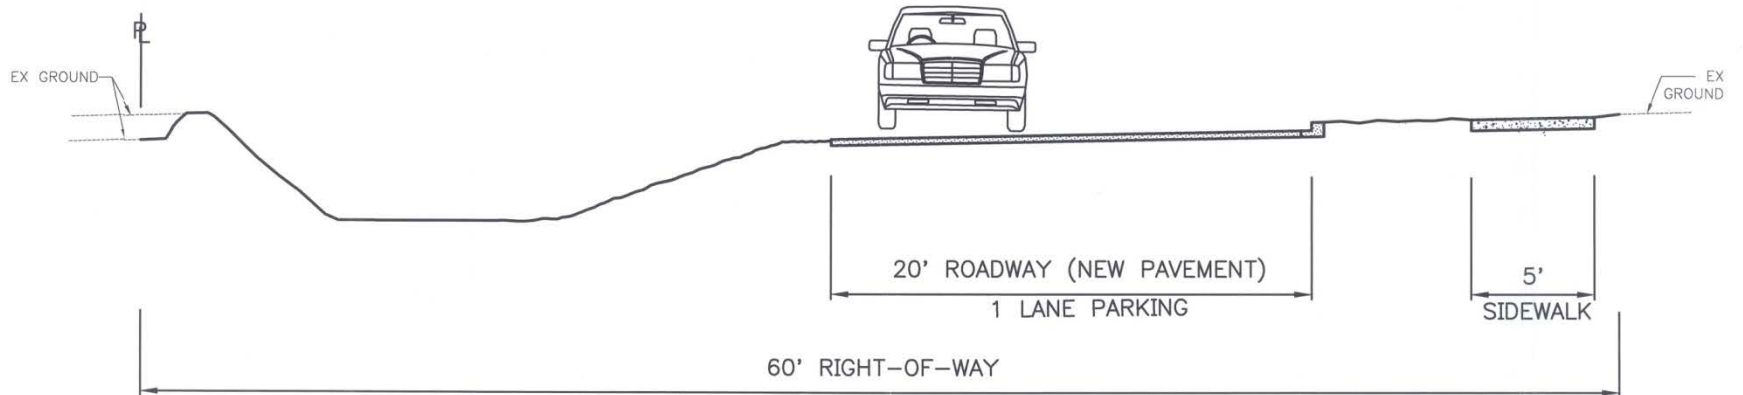 PL
EX GROUND
EX
GROUND
20' ROADWAY (NEW PAVEMENT)
1 LANE PARKING
5'
SIDEWALK
60' RIGHT-OF-WAY